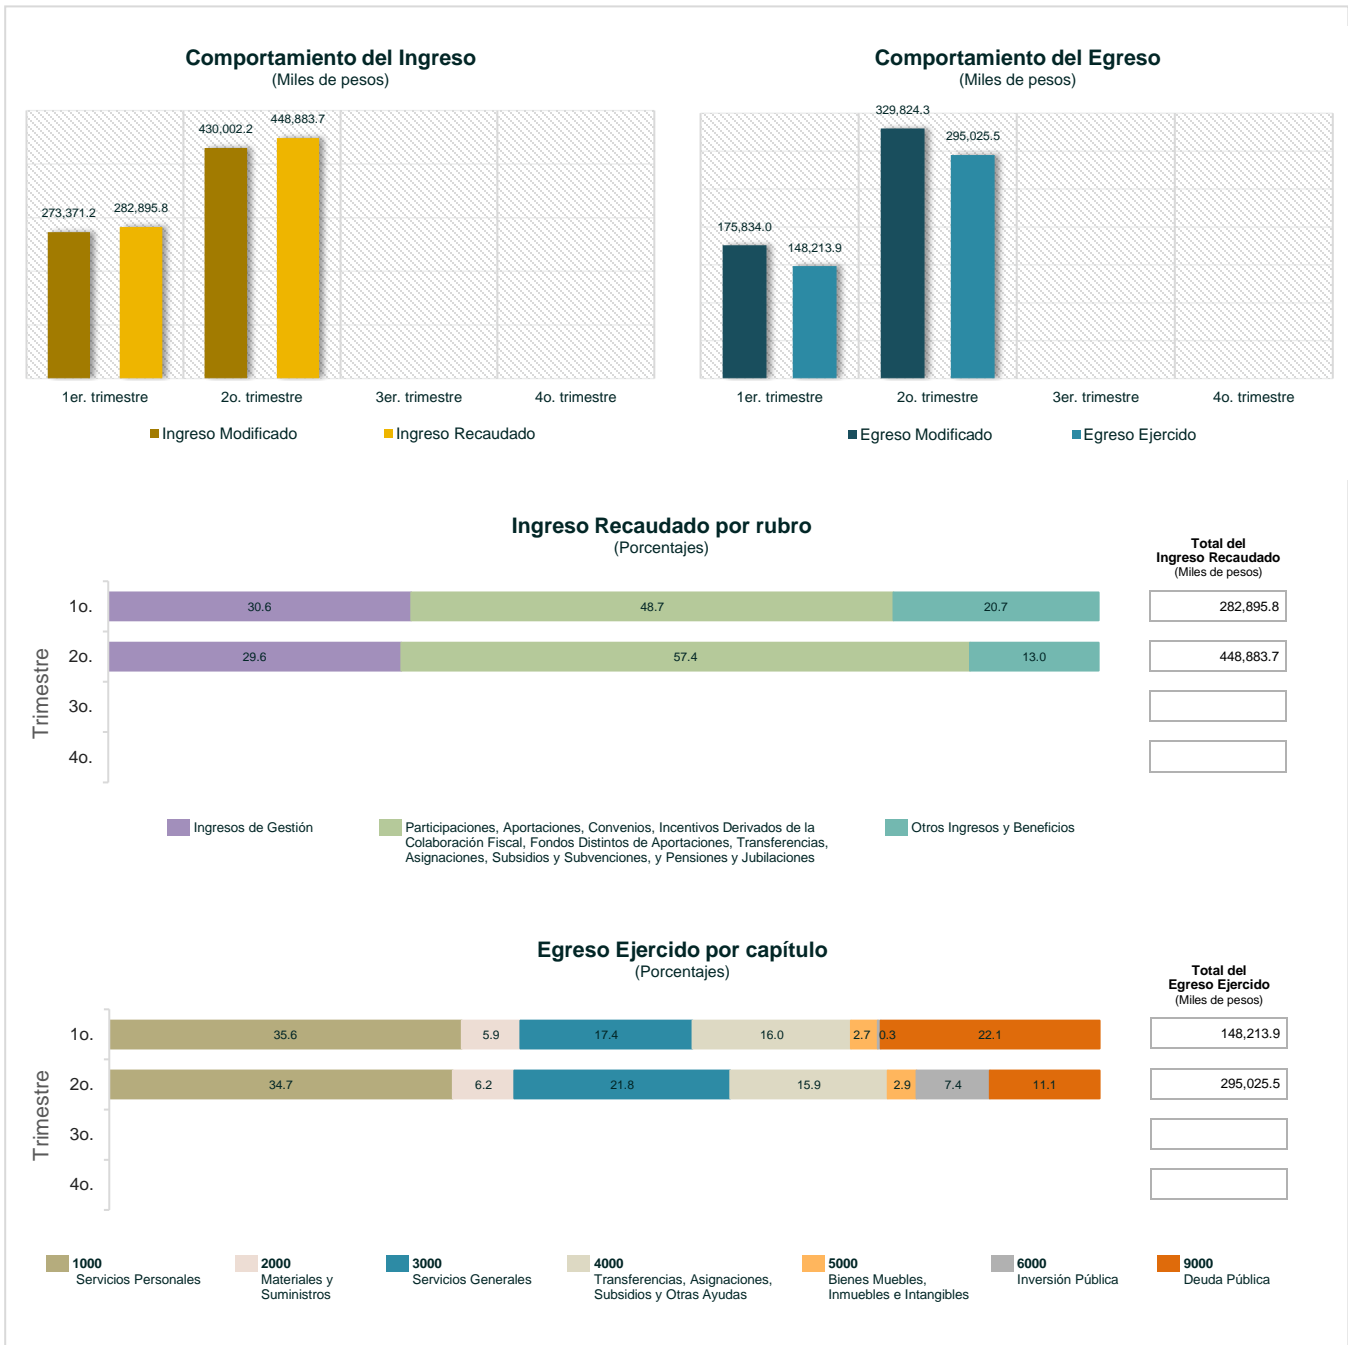 Comportamiento del Ingreso
(Miles de pesos)
273,371.2
282,895.8
430,002.2
448,883.7
1er. trimestre
2o. trimestre
3er. trimestre
4o. trimestre
Ingreso Modificado
Ingreso Recaudado
Comportamiento del Egreso
(Miles de pesos)
175,834.0
148,213.9
329,824.3
295,025.5
1er. trimestre
2o. trimestre
3er. trimestre
4o. trimestre
Egreso Modificado
Egreso Ejercido
Ingreso Recaudado por rubro
(Porcentajes)
Total del
Ingreso Recaudado
(Miles de pesos)
Trimestre
1o.
30.6
48.7
20.7
282,895.8
2o.
29.6
57.4
13.0
448,883.7
3o.
4o.
Ingresos de Gestión
Participaciones, Aportaciones, Convenios, Incentivos Derivados de la
Colaboración Fiscal, Fondos Distintos de Aportaciones, Transferencias,
Asignaciones, Subsidios y Subvenciones, y Pensiones y Jubilaciones
Otros Ingresos y Beneficios
Egreso Ejercido por capítulo
(Porcentajes)
Total del
Egreso Ejercido
(Miles de pesos)
Trimestre
1o.
35.6
5.9
17.4
16.0
2.7
0.3
22.1
148,213.9
2o.
34.7
6.2
21.8
15.9
2.9
7.4
11.1
295,025.5
3o.
4o.
1000
Servicios Personales
2000
Materiales y
Suministros
3000
Servicios Generales
4000
Transferencias, Asignaciones,
Subsidios y Otras Ayudas
5000
Bienes Muebles,
Inmuebles e Intangibles
6000
Inversión Pública
9000
Deuda Pública